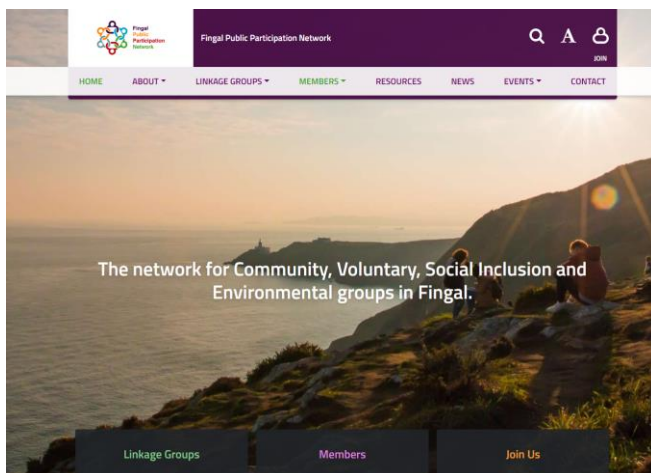 Fingal
Public
Participation
Network
Fingal Public Participation Network
A
JOIN
HOME ABOUT LINKAGE GROUPS MEMBERS RESOURCES NEWS EVENTS CONTACT
The network for Community, Voluntary, Social Inclusion and
Environmental groups in Fingal.
Linkage Groups Members Join Us